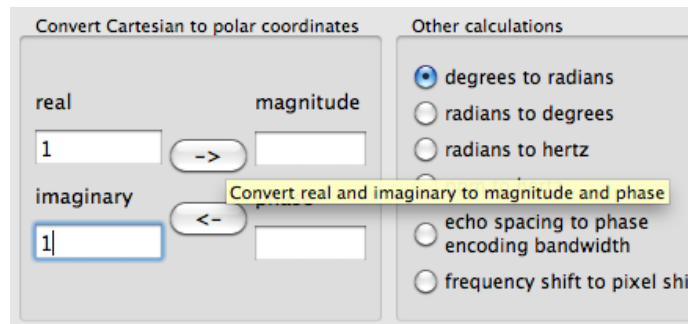 Convert Cartesian to polar coordinates
real
magnitude
1
->
imaginary
<-
1
Convert real and imaginary to magnitude and phase
Other calculations
degrees to radians
radians to degrees
radians to hertz
echo spacing to phase
encoding bandwidth
frequency shift to pixel shi